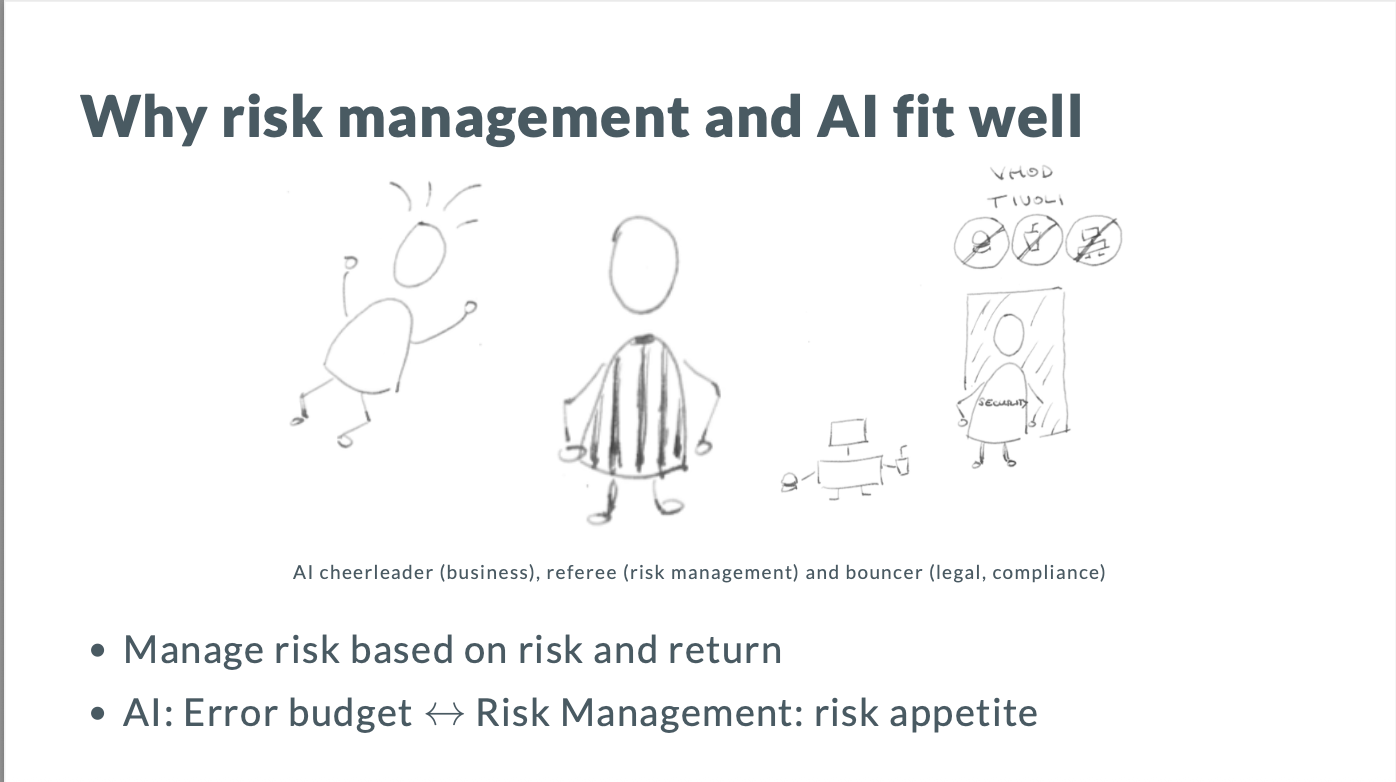 Why risk management and AI fit well
VHOD
TIVOLI
SECURITY
AI cheerleader (business), referee (risk management) and bouncer (legal, compliance)
• Manage risk based on risk and return
• AI: Error budget ↔ Risk Management: risk appetite